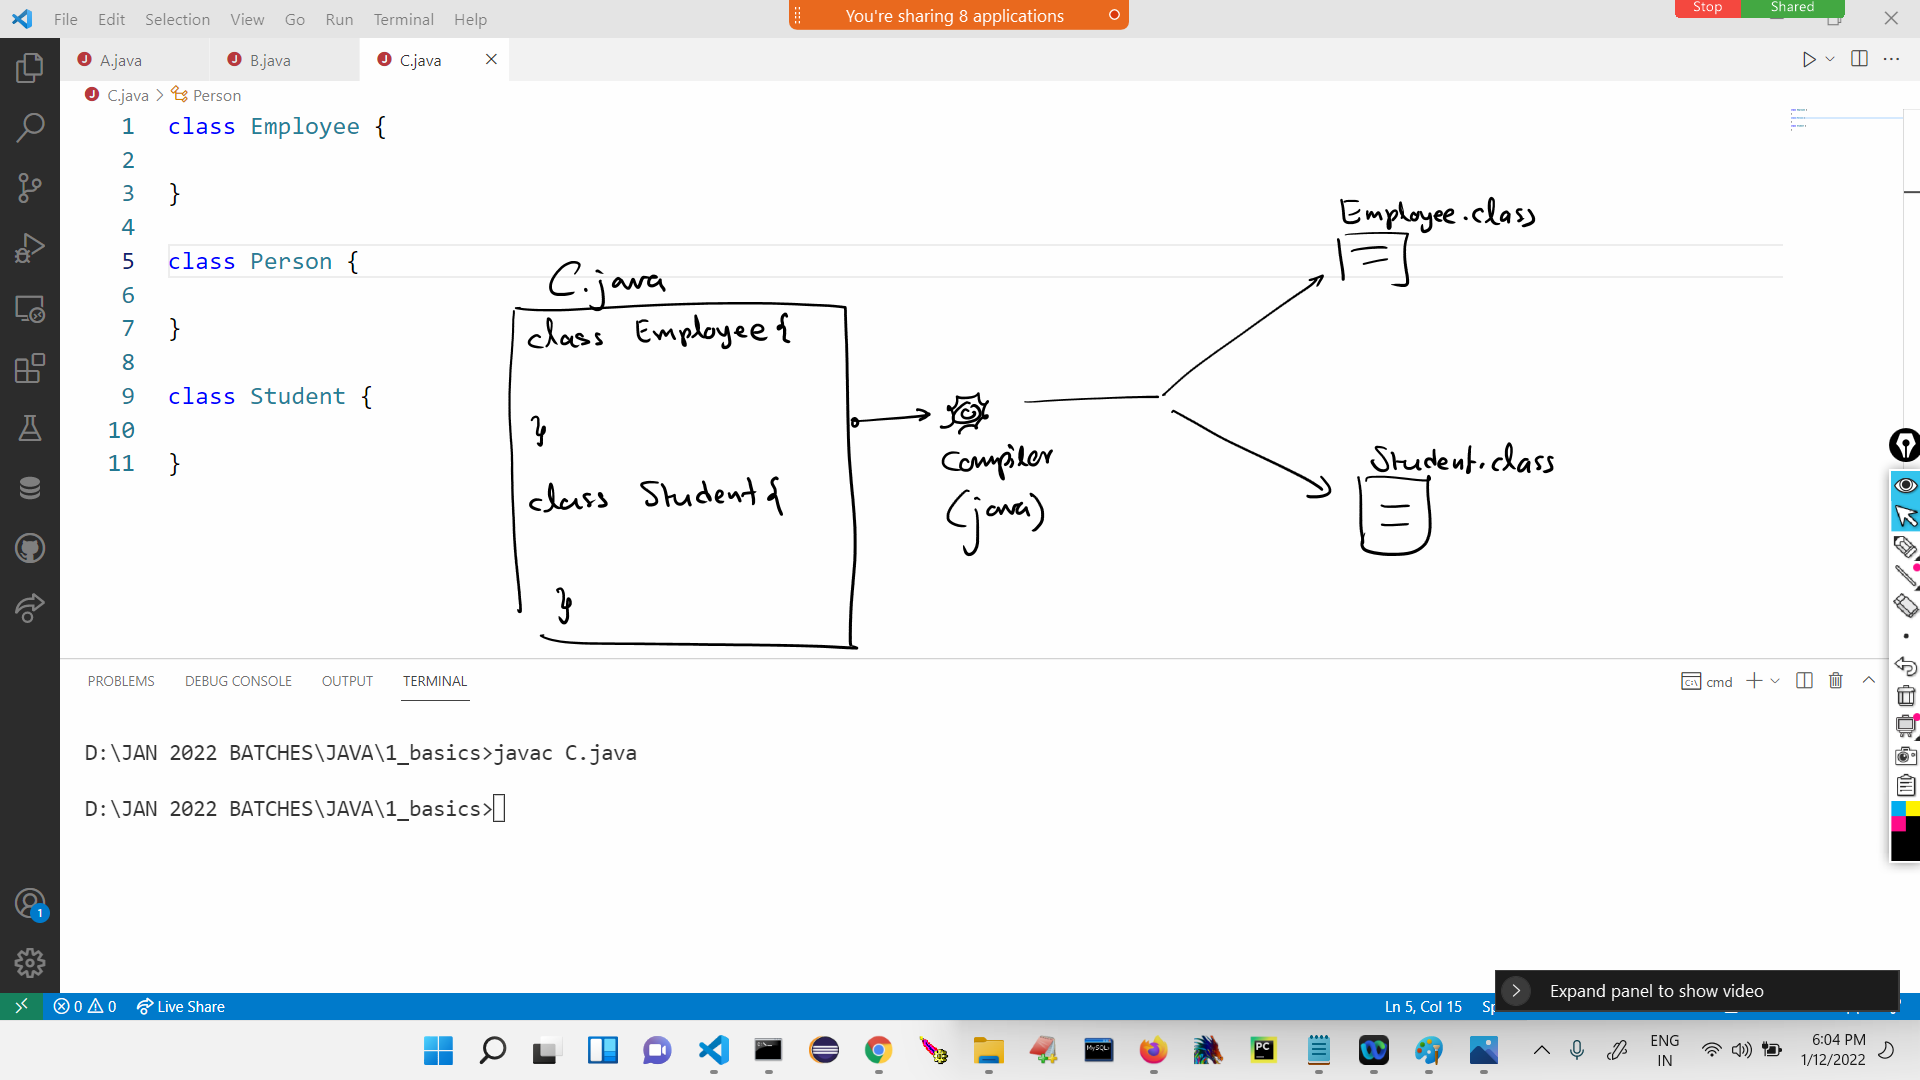 File Edit Selection View Go Run Terminal Help
You're sharing 8 applications
Stop Shared
A.java B.java C.java
C.java > Person
1 class Employee {
2
3 }
4
5 class Person {
6
7 }
8
9 class Student {
10
11 }
C.java
class Employee {
}
class Student {
}
Compiler
(java)
Employee.class
Student.class
PROBLEMS DEBUG CONSOLE OUTPUT TERMINAL
cmd
D:\JAN 2022 BATCHES\JAVA\1_basics>javac C.java
D:\JAN 2022 BATCHES\JAVA\1_basics>
1
0 0 Live Share
Ln 5, Col 15
Expand panel to show video
ENG
IN
6:04 PM
1/12/2022